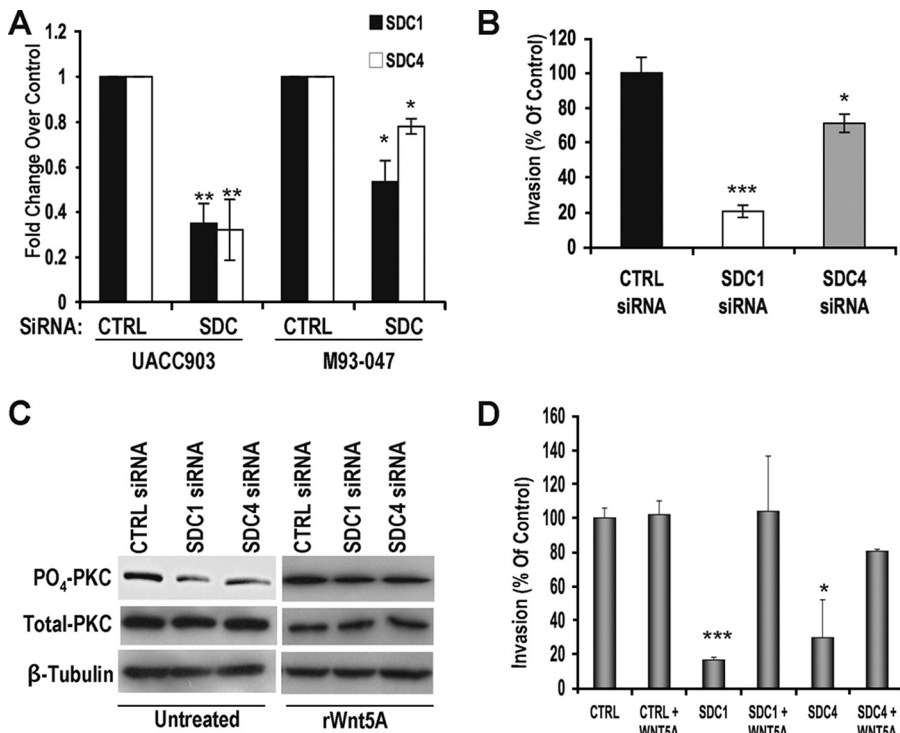 A
SDC1
SDC4
Fold Change Over Control
1.2
1
0.8
0.6
0.4
0.2
0
** **
* *
SiRNA: CTRL SDC CTRL SDC
UACC903 M93-047
B
Invasion (% Of Control)
120
100
80
60
40
20
0
***
*
CTRL siRNA
SDC1 siRNA
SDC4 siRNA
C
CTRL siRNA
SDC1 siRNA
SDC4 siRNA
CTRL siRNA
SDC1 siRNA
SDC4 siRNA
PO4-PKC
Total-PKC
β-Tubulin
Untreated rWnt5A
D
Invasion (% Of Control)
160
140
120
100
80
60
40
20
0
***
*
CTRL
CTRL + WNT5A
SDC1
SDC1 + WNT5A
SDC4
SDC4 + WNT5A